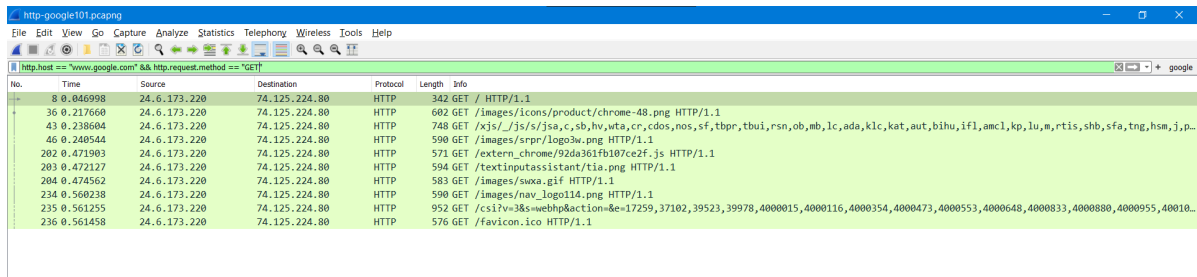 http-google101.pcapng
File Edit View Go Capture Analyze Statistics Telephony Wireless Tools Help
http.host == "www.google.com" && http.request.method == "GET" google
No. Time Source Destination Protocol Length Info
8 0.046998 24.6.173.220 74.125.224.80 HTTP 342 GET / HTTP/1.1
36 0.217660 24.6.173.220 74.125.224.80 HTTP 602 GET /images/icons/product/chrome-48.png HTTP/1.1
43 0.238604 24.6.173.220 74.125.224.80 HTTP 748 GET /xjs/_/js/s/jsa,c,sb,hv,wta,cr,cdos,nos,sf,tbpr,tbui,rsn,ob,mb,lc,ada,klc,kat,aut,bihu,ifl,amcl,kp,lu,m,rtis,shb,sfa,tng,hsm,j,p…
46 0.240544 24.6.173.220 74.125.224.80 HTTP 590 GET /images/srpr/logo3w.png HTTP/1.1
202 0.471903 24.6.173.220 74.125.224.80 HTTP 571 GET /extern_chrome/92da361fb107ce2f.js HTTP/1.1
203 0.472127 24.6.173.220 74.125.224.80 HTTP 594 GET /textinputassistant/tia.png HTTP/1.1
204 0.474562 24.6.173.220 74.125.224.80 HTTP 583 GET /images/swxa.gif HTTP/1.1
234 0.560238 24.6.173.220 74.125.224.80 HTTP 590 GET /images/nav_logo114.png HTTP/1.1
235 0.561255 24.6.173.220 74.125.224.80 HTTP 952 GET /csi?v=3&s=webhp&action=&e=17259,37102,39523,39978,4000015,4000116,4000354,4000473,4000553,4000648,4000833,4000880,4000955,40010…
236 0.561458 24.6.173.220 74.125.224.80 HTTP 576 GET /favicon.ico HTTP/1.1